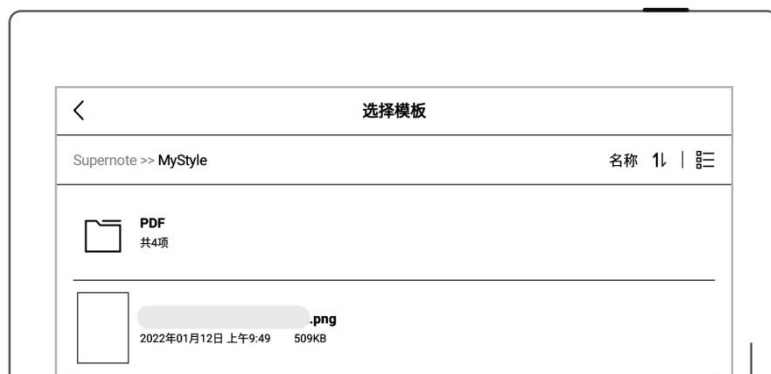 选择模板
Supernote >> MyStyle
名称
PDF
共4项
.png
2022年01月12日 上午9:49 509KB